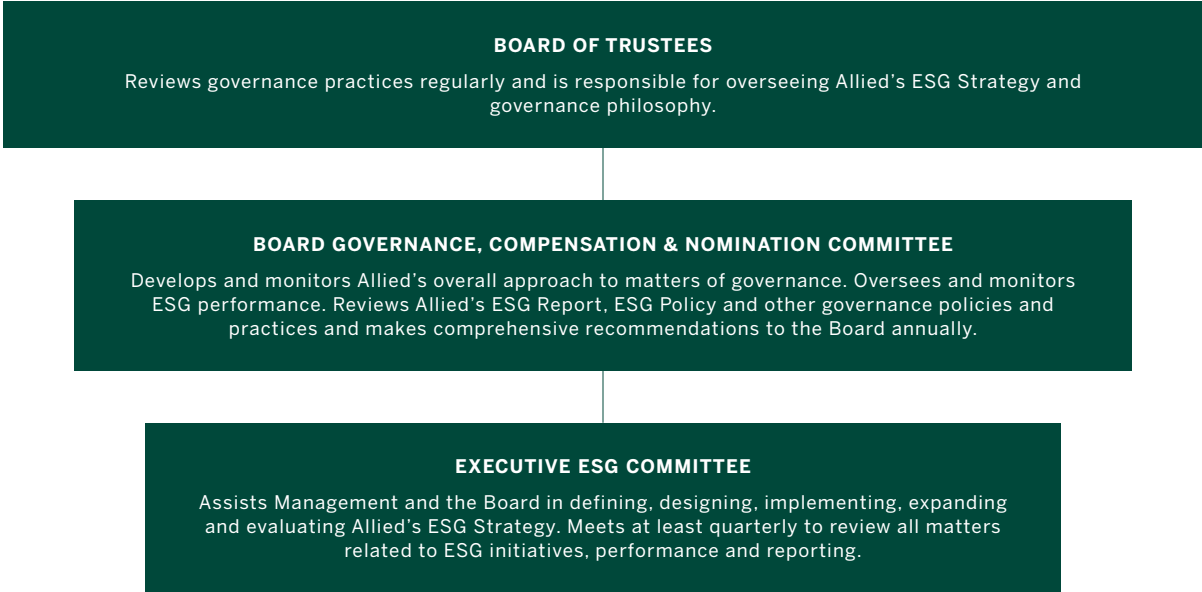 BOARD OF TRUSTEES
Reviews governance practices regularly and is responsible for overseeing Allied’s ESG Strategy and
governance philosophy.
BOARD GOVERNANCE, COMPENSATION & NOMINATION COMMITTEE
Develops and monitors Allied’s overall approach to matters of governance. Oversees and monitors
ESG performance. Reviews Allied’s ESG Report, ESG Policy and other governance policies and
practices and makes comprehensive recommendations to the Board annually.
EXECUTIVE ESG COMMITTEE
Assists Management and the Board in defining, designing, implementing, expanding
and evaluating Allied’s ESG Strategy. Meets at least quarterly to review all matters
related to ESG initiatives, performance and reporting.